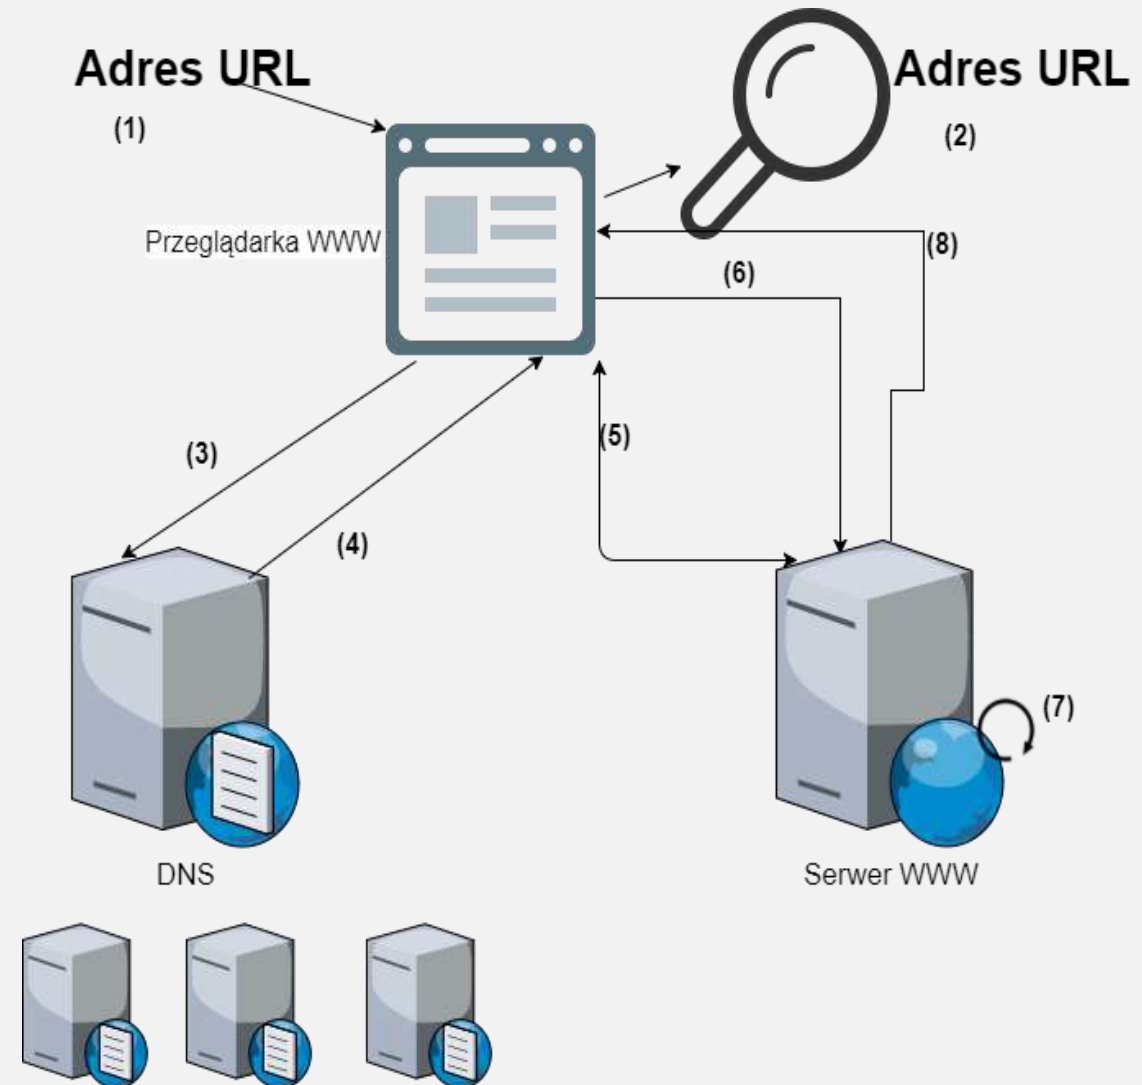 Adres URL
(1)
Adres URL
(2)
Przeglądarka WWW
(8)
(6)
(5)
(3)
(4)
(7)
DNS
Serwer WWW